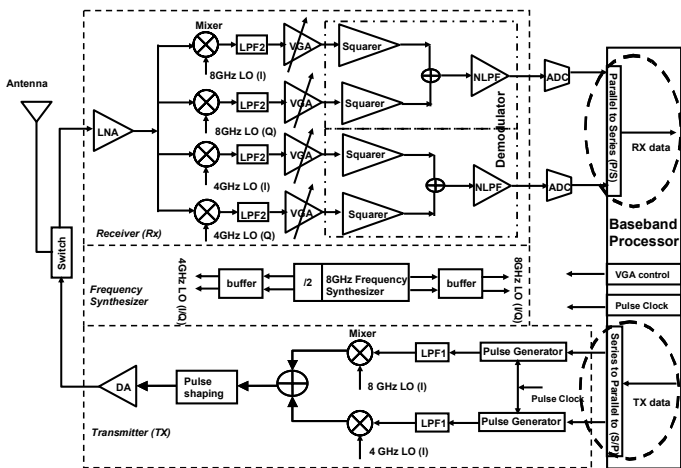 Mixer
LPF2
VGA
Squarer
8GHz LO (I)
Antenna
LNA
LPF2
VGA
Squarer
8GHz LO (Q)
NLPF
ADC
LPF2
VGA
Squarer
4GHz LO (I)
LPF2
VGA
Squarer
4GHz LO (Q)
NLPF
ADC
Demodulator
Parallel to Series (P/S)
RX data
Receiver (Rx)
Baseband
Processor
Switch
4GHz LO (I/Q)
buffer
/2
8GHz Frequency
Synthesizer
buffer
8GHz LO (I/Q)
Frequency
Synthesizer
VGA control
Pulse Clock
Mixer
LPF1
Pulse Generator
8 GHz LO (I)
DA
Pulse
shaping
Pulse Clock
LPF1
Pulse Generator
4 GHz LO (I)
Series to Parallel to (S/P)
TX data
Transmitter (TX)